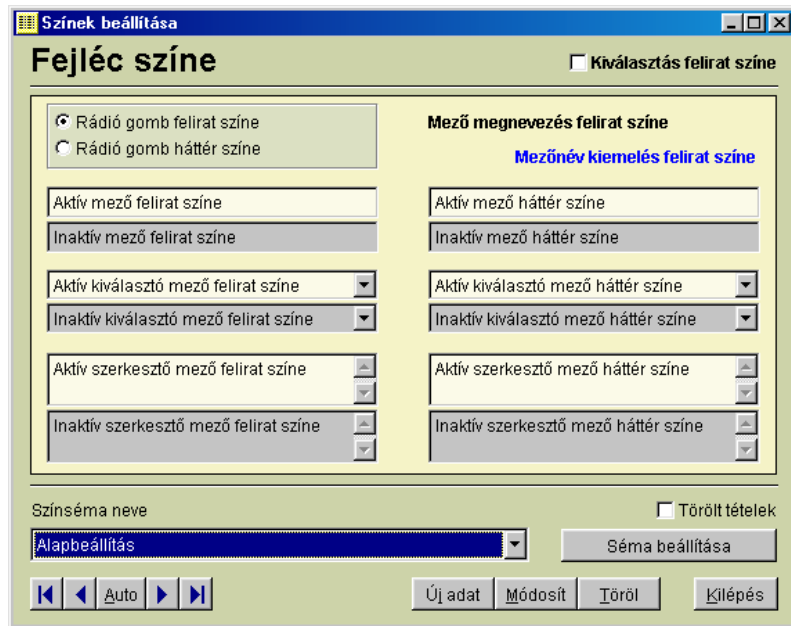 Színek beállítása
Fejléc színe
Kiválasztás felirat színe
Rádió gomb felirat színe
Rádió gomb háttér színe
Mező megnevezés felirat színe
Mezőnév kiemelés felirat színe
Aktív mező felirat színe
Aktív mező háttér színe
Inaktív mező felirat színe
Inaktív mező háttér színe
Aktív kiválasztó mező felirat színe
Aktív kiválasztó mező háttér színe
Inaktív kiválasztó mező felirat színe
Inaktív kiválasztó mező háttér színe
Aktív szerkesztő mező felirat színe
Aktív szerkesztő mező háttér színe
Inaktív szerkesztő mező felirat színe
Inaktív szerkesztő mező háttér színe
Színséma neve
Törölt tételek
Alapbeállítás
Séma beállítása
Auto
Új adat
Módosít
Töröl
Kilépés